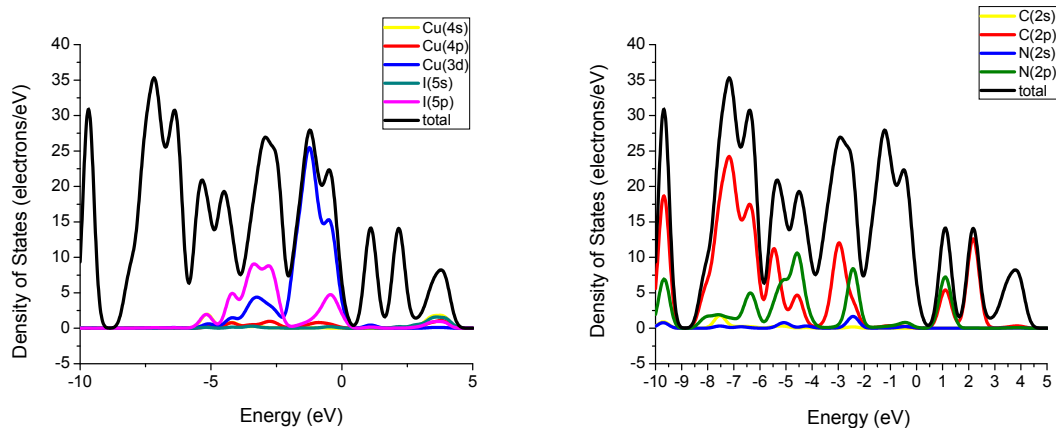 Cu(4s)
Cu(4p)
Cu(3d)
I(5s)
I(5p)
total
40
35
30
25
20
15
10
5
0
-5
-10
-5
0
5
Energy (eV)
Density of States (electrons/eV)
C(2s)
C(2p)
N(2s)
N(2p)
total
40
35
30
25
20
15
10
5
0
-5
-10 -9 -8 -7 -6 -5 -4 -3 -2 -1 0 1 2 3 4 5
Energy (eV)
Density of States (electrons/eV)